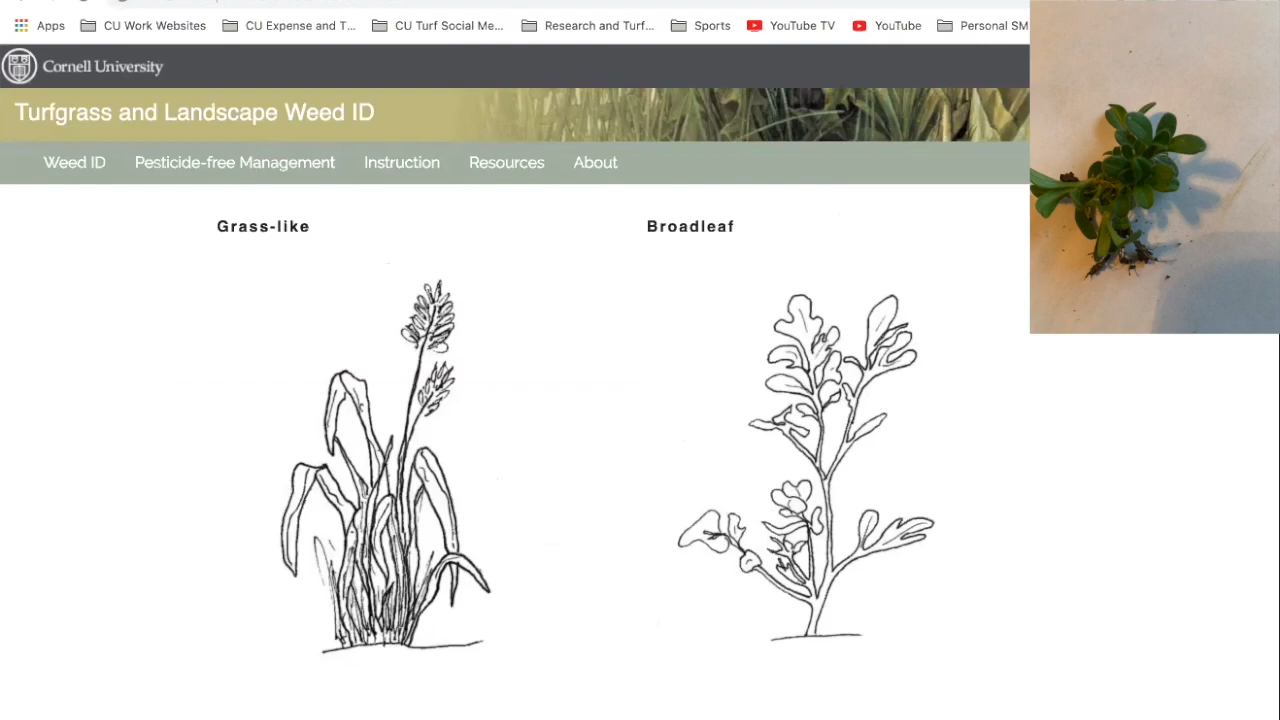 Apps CU Work Websites CU Expense and T... CU Turf Social Me... Research and Turf... Sports YouTube TV YouTube Personal SM
Cornell University
Turfgrass and Landscape Weed ID
Weed ID Pesticide-free Management Instruction Resources About
Grass-like Broadleaf